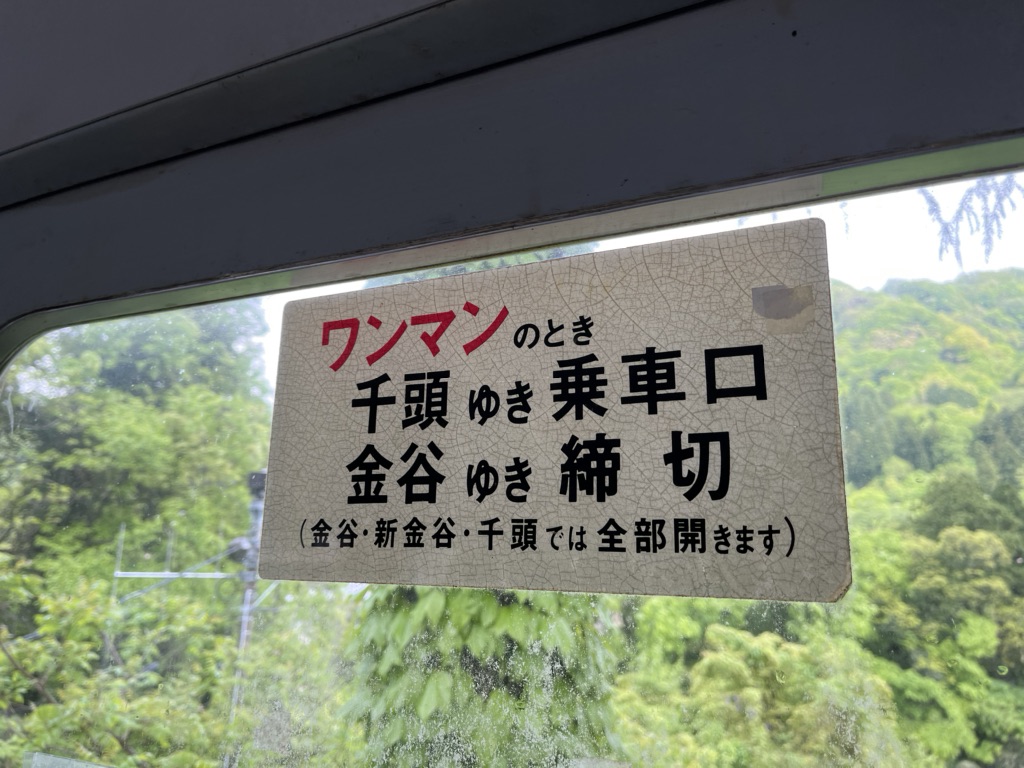 ワンマンのとき
千頭ゆき乗車口
金谷ゆき締切
(金谷・新金谷・千頭では全部開きます)